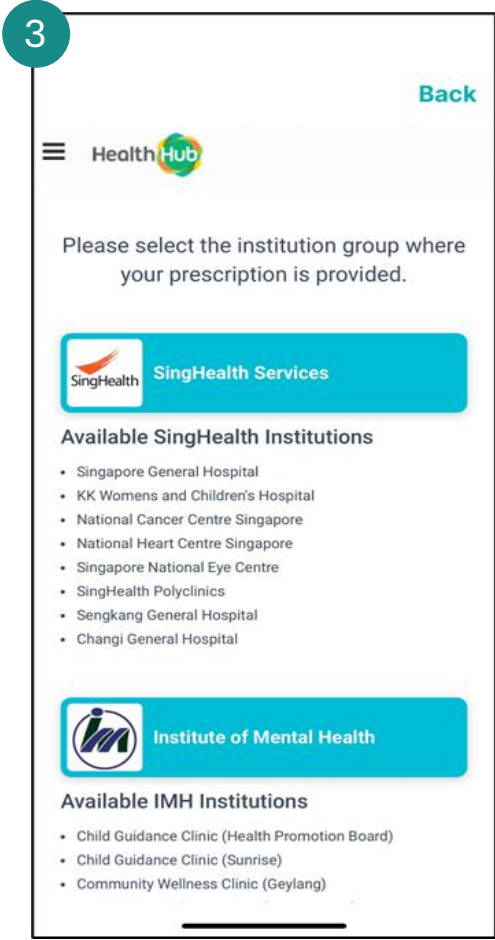 3
Back
Health Hub
Please select the institution group where
your prescription is provided.
SingHealth
SingHealth Services
Available SingHealth Institutions
• Singapore General Hospital
• KK Womens and Children's Hospital
• National Cancer Centre Singapore
• National Heart Centre Singapore
• Singapore National Eye Centre
• SingHealth Polyclinics
• Sengkang General Hospital
• Changi General Hospital
Institute of Mental Health
Available IMH Institutions
• Child Guidance Clinic (Health Promotion Board)
• Child Guidance Clinic (Sunrise)
• Community Wellness Clinic (Geylang)